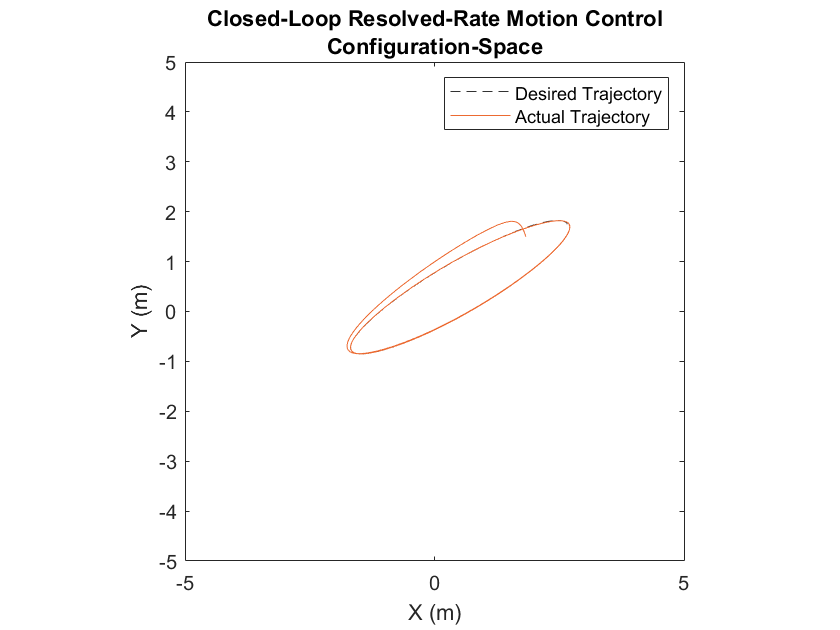 Closed-Loop Resolved-Rate Motion Control
Configuration-Space
Desired Trajectory
Actual Trajectory
5
4
3
2
1
0
-1
-2
-3
-4
-5
Y (m)
-5
0
5
X (m)